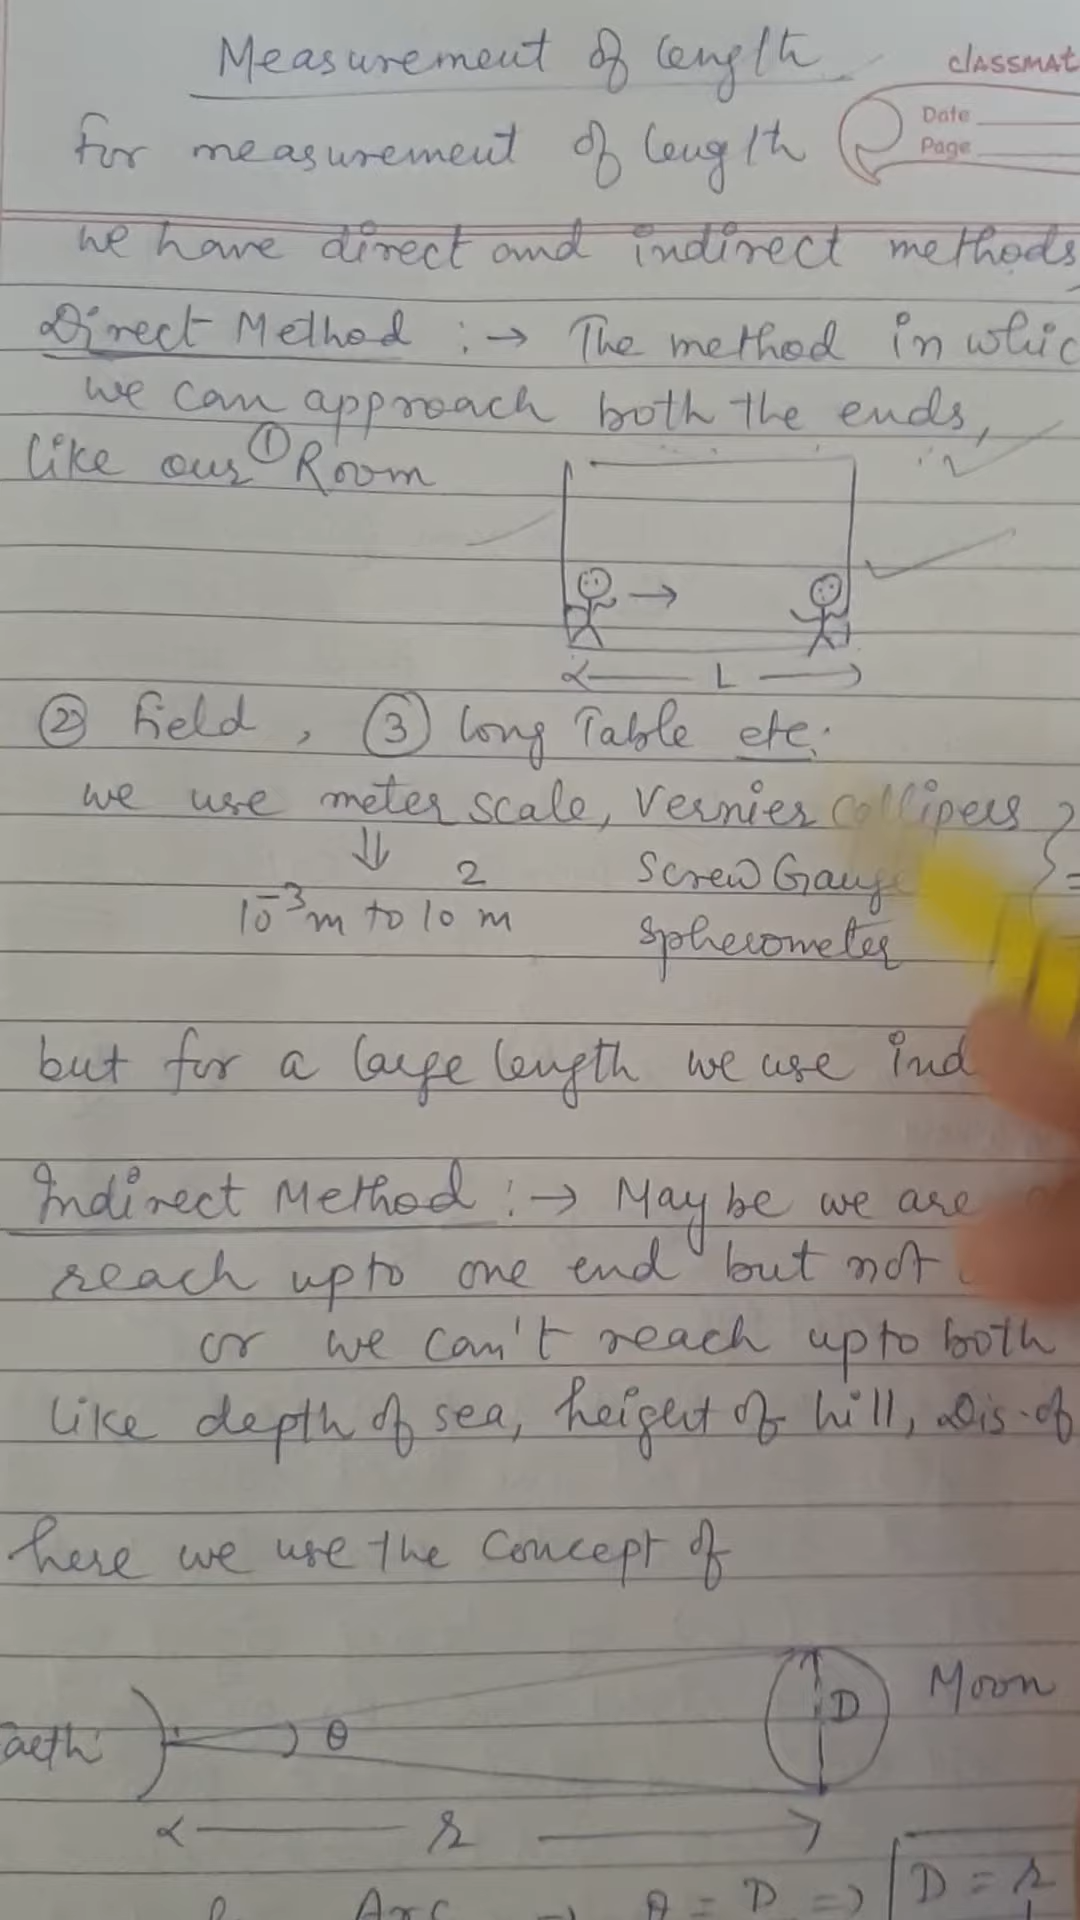 Measurement of length
classmat
Date
Page
for measurement of length
we have direct and indirect methods
Direct Method :→ The method in whic
we can approach both the ends,
like our ① Room
L
② field , ③ long Table etc.
we use meter scale, Vernier Callipers
⇓
Screw Gauge
10⁻³m to 10² m
Spherometer
but for a large length we use ind
Indirect Method :→ May be we are
reach upto one end but not
or we can't reach upto both
like depth of sea, height of hill, Dis. of
here we use the concept of
Moon
D
θ
aeth
r
Arc ⇒ θ = D ⇒ D = r